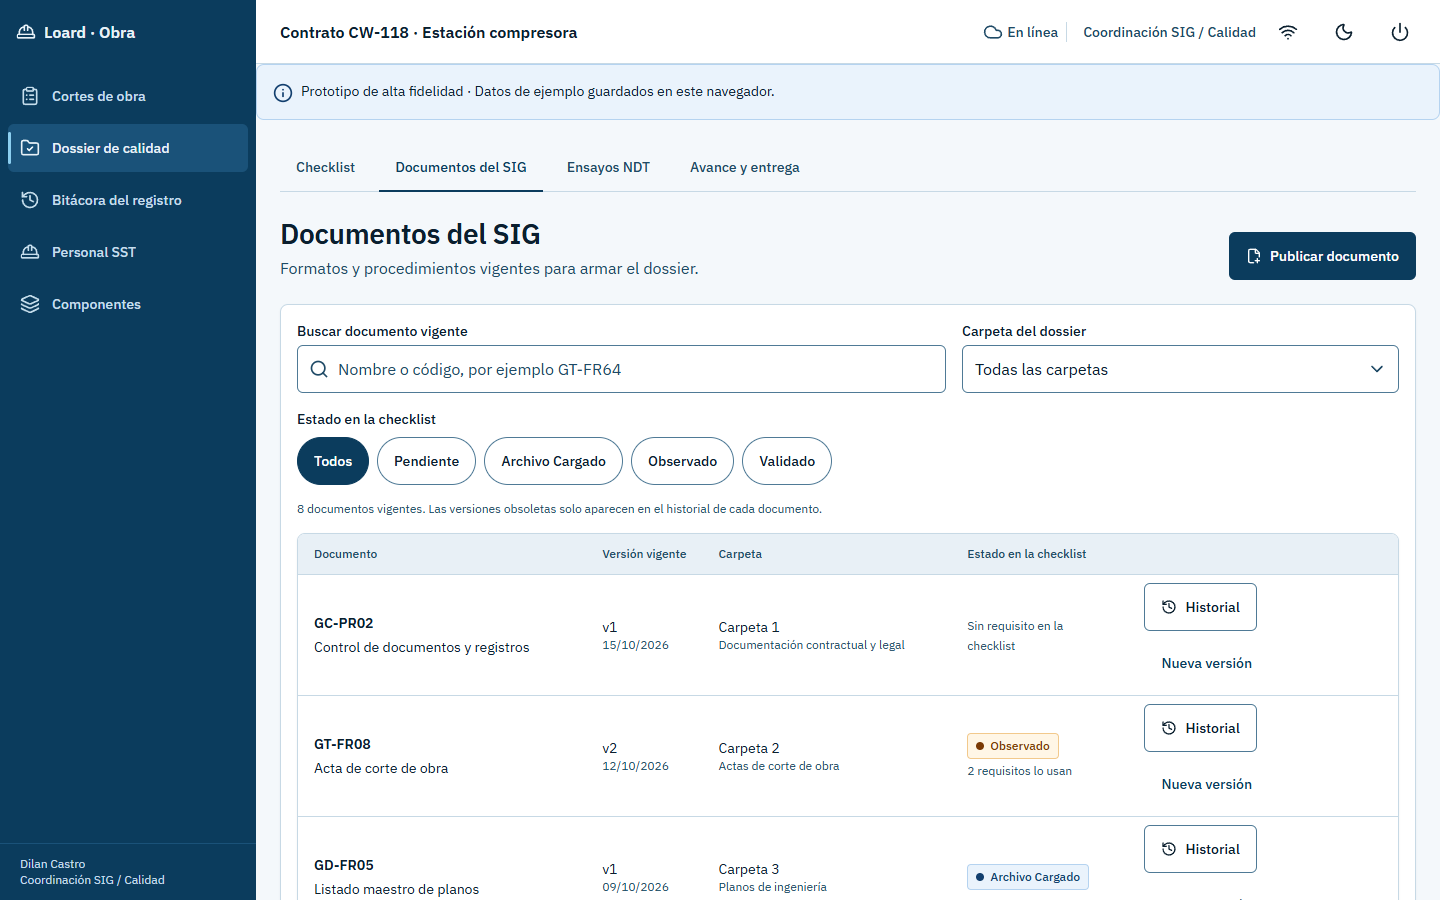 Loard · Obra
Contrato CW-118 · Estación compresora
En línea
Coordinación SIG / Calidad
Cortes de obra
Dossier de calidad
Bitácora del registro
Personal SST
Componentes
Dilan Castro
Coordinación SIG / Calidad
Prototipo de alta fidelidad · Datos de ejemplo guardados en este navegador.
Checklist
Documentos del SIG
Ensayos NDT
Avance y entrega
Documentos del SIG
Formatos y procedimientos vigentes para armar el dossier.
Publicar documento
Buscar documento vigente
Nombre o código, por ejemplo GT-FR64
Carpeta del dossier
Todas las carpetas
Estado en la checklist
Todos
Pendiente
Archivo Cargado
Observado
Validado
8 documentos vigentes. Las versiones obsoletas solo aparecen en el historial de cada documento.
Documento
Versión vigente
Carpeta
Estado en la checklist
GC-PR02
Control de documentos y registros
v1
15/10/2026
Carpeta 1
Documentación contractual y legal
Sin requisito en la
checklist
Historial
Nueva versión
GT-FR08
Acta de corte de obra
v2
12/10/2026
Carpeta 2
Actas de corte de obra
Observado
2 requisitos lo usan
Historial
Nueva versión
GD-FR05
Listado maestro de planos
v1
09/10/2026
Carpeta 3
Planos de ingeniería
Archivo Cargado
Historial